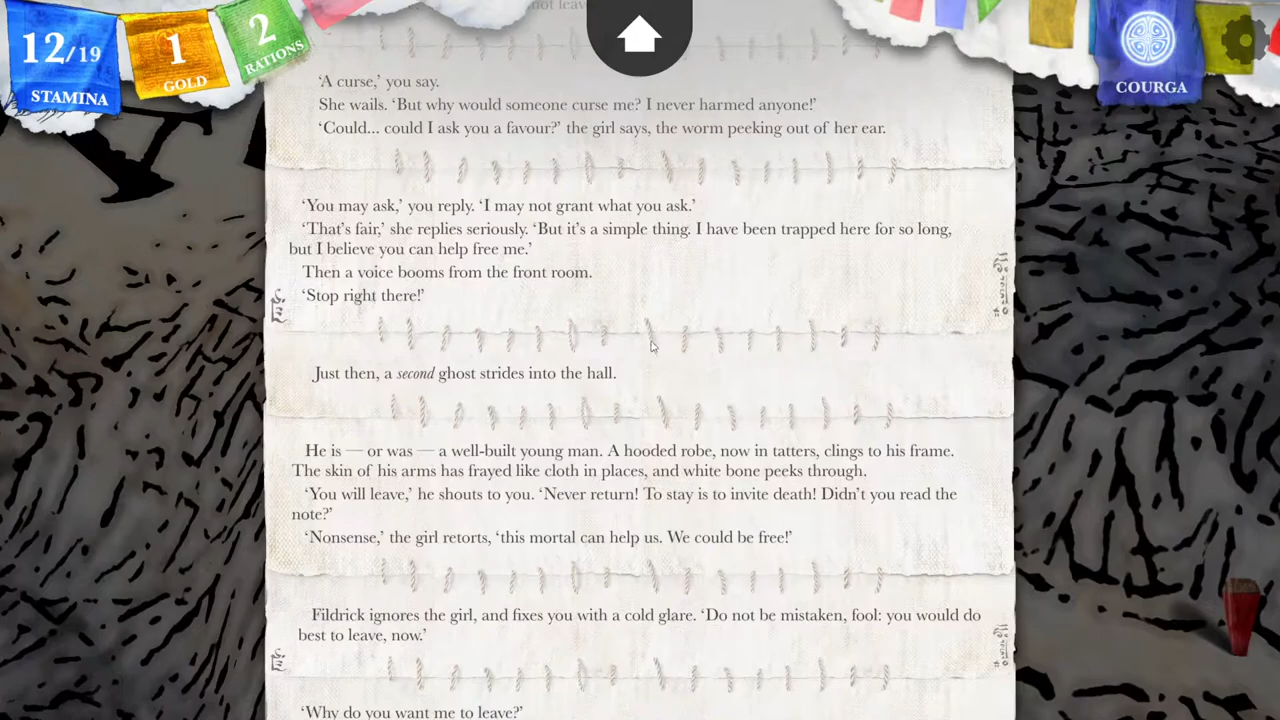 not leav
12/19
STAMINA
1
GOLD
2
RATIONS
COURGA
‘A curse,’ you say.
She wails. ‘But why would someone curse me? I never harmed anyone!’
‘Could... could I ask you a favour?’ the girl says, the worm peeking out of her ear.
‘You may ask,’ you reply. ‘I may not grant what you ask.’
‘That’s fair,’ she replies seriously. ‘But it’s a simple thing. I have been trapped here for so long,
but I believe you can help free me.’
Then a voice booms from the front room.
‘Stop right there!’
Just then, a second ghost strides into the hall.
He is — or was — a well-built young man. A hooded robe, now in tatters, clings to his frame.
The skin of his arms has frayed like cloth in places, and white bone peeks through.
‘You will leave,’ he shouts to you. ‘Never return! To stay is to invite death! Didn’t you read the
note?’
‘Nonsense,’ the girl retorts, ‘this mortal can help us. We could be free!’
Fildrick ignores the girl, and fixes you with a cold glare. ‘Do not be mistaken, fool: you would do
best to leave, now.’
‘Why do you want me to leave?’